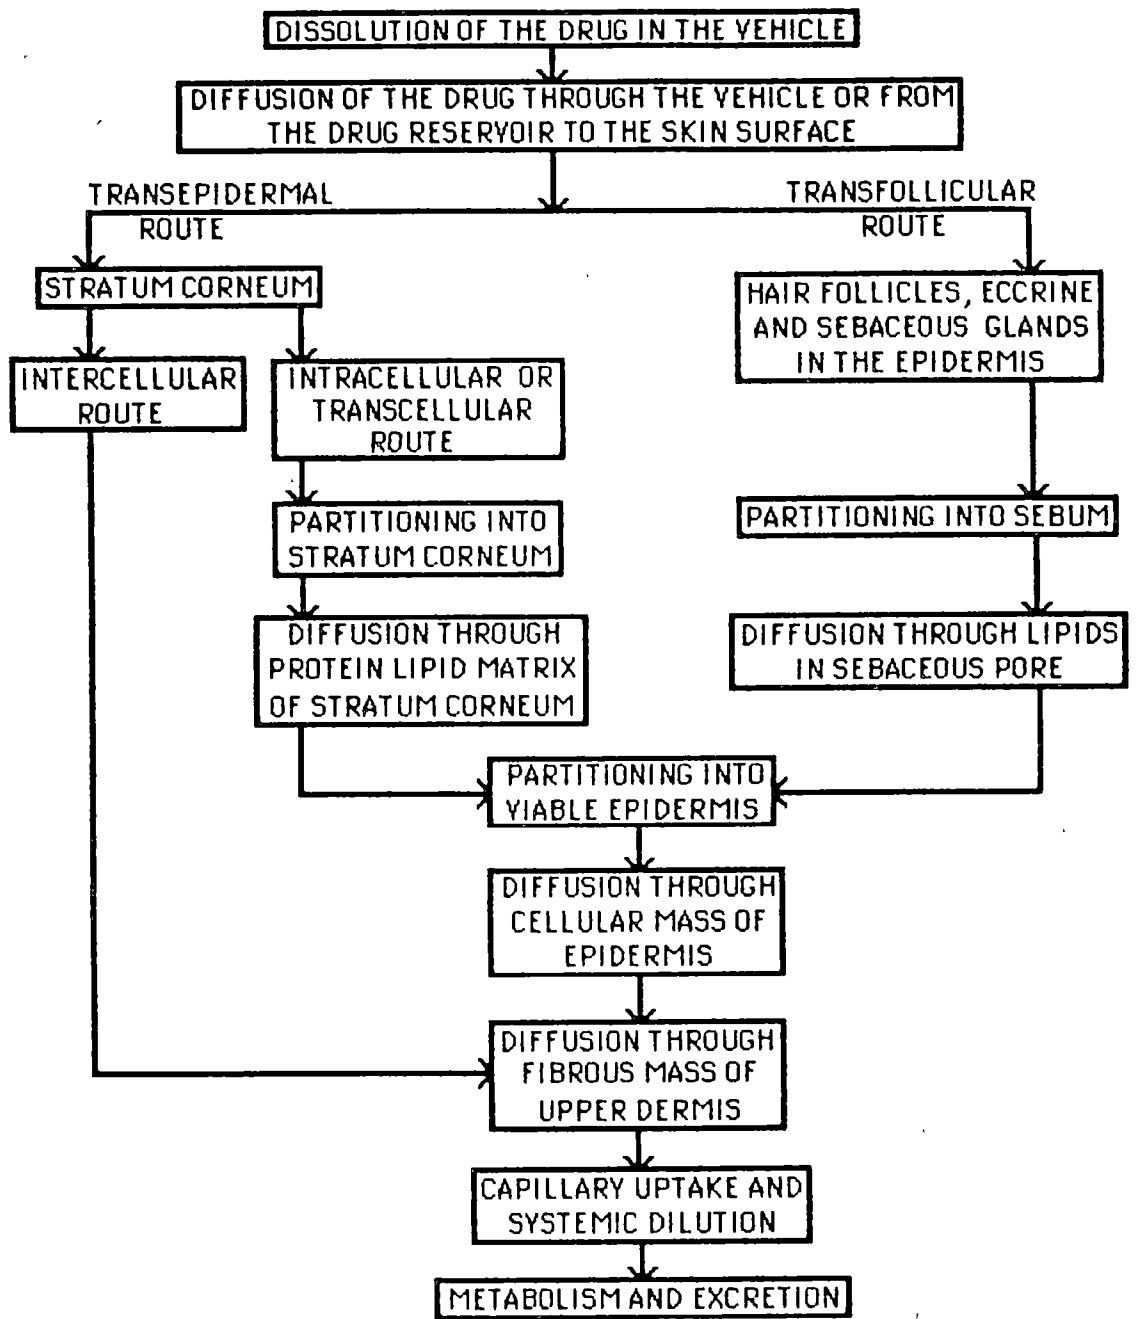 DISSOLUTION OF THE DRUG IN THE VEHICLE
DIFFUSION OF THE DRUG THROUGH THE VEHICLE OR FROM
THE DRUG RESERVOIR TO THE SKIN SURFACE
TRANSEPIDERMAL
ROUTE
TRANSFOLLICULAR
ROUTE
STRATUM CORNEUM
HAIR FOLLICLES, ECCRINE
AND SEBACEOUS GLANDS
IN THE EPIDERMIS
INTERCELLULAR
ROUTE
INTRACELLULAR OR
TRANSCELLULAR
ROUTE
PARTITIONING INTO
STRATUM CORNEUM
PARTITIONING INTO SEBUM
DIFFUSION THROUGH
PROTEIN LIPID MATRIX
OF STRATUM CORNEUM
DIFFUSION THROUGH LIPIDS
IN SEBACEOUS PORE
PARTITIONING INTO
VIABLE EPIDERMIS
DIFFUSION THROUGH
CELLULAR MASS OF
EPIDERMIS
DIFFUSION THROUGH
FIBROUS MASS OF
UPPER DERMIS
CAPILLARY UPTAKE AND
SYSTEMIC DILUTION
METABOLISM AND EXCRETION